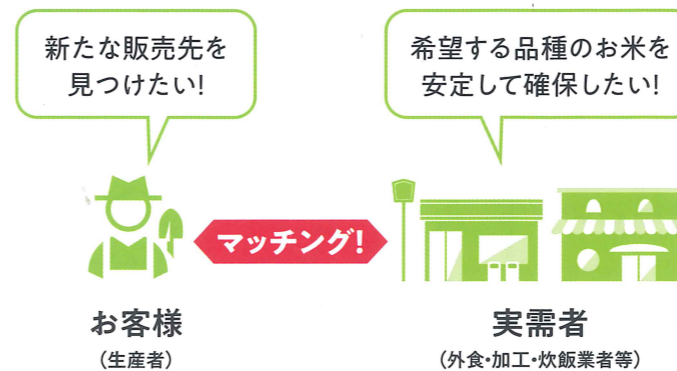 新たな販売先を
見つけたい!
希望する品種のお米を
安定して確保したい!
マッチング!
お客様
(生産者)
実需者
(外食・加工・炊飯業者等)